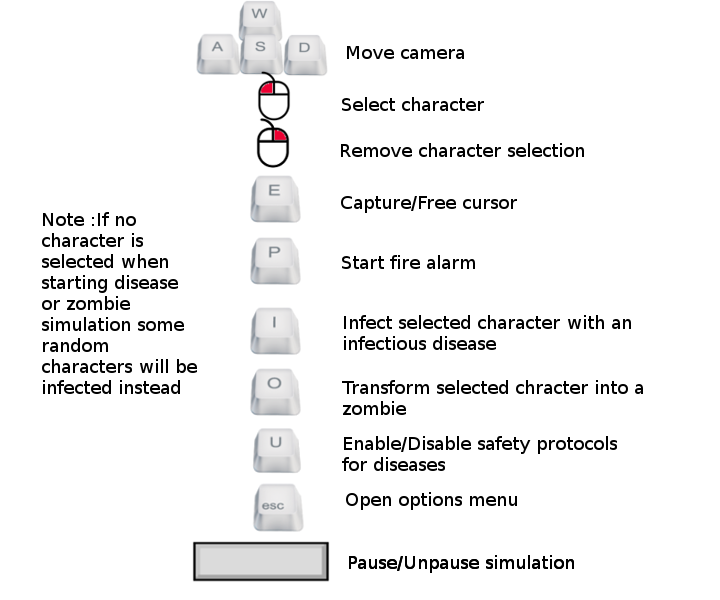 W
A S D
Move camera
Select character
Remove character selection
E
Capture/Free cursor
Note :If no
character is
selected when
starting disease
or zombie
simulation some
random
characters will be
infected instead
P
Start fire alarm
I
Infect selected character with an
infectious disease
O
Transform selected chracter into a
zombie
U
Enable/Disable safety protocols
for diseases
esc
Open options menu
Pause/Unpause simulation